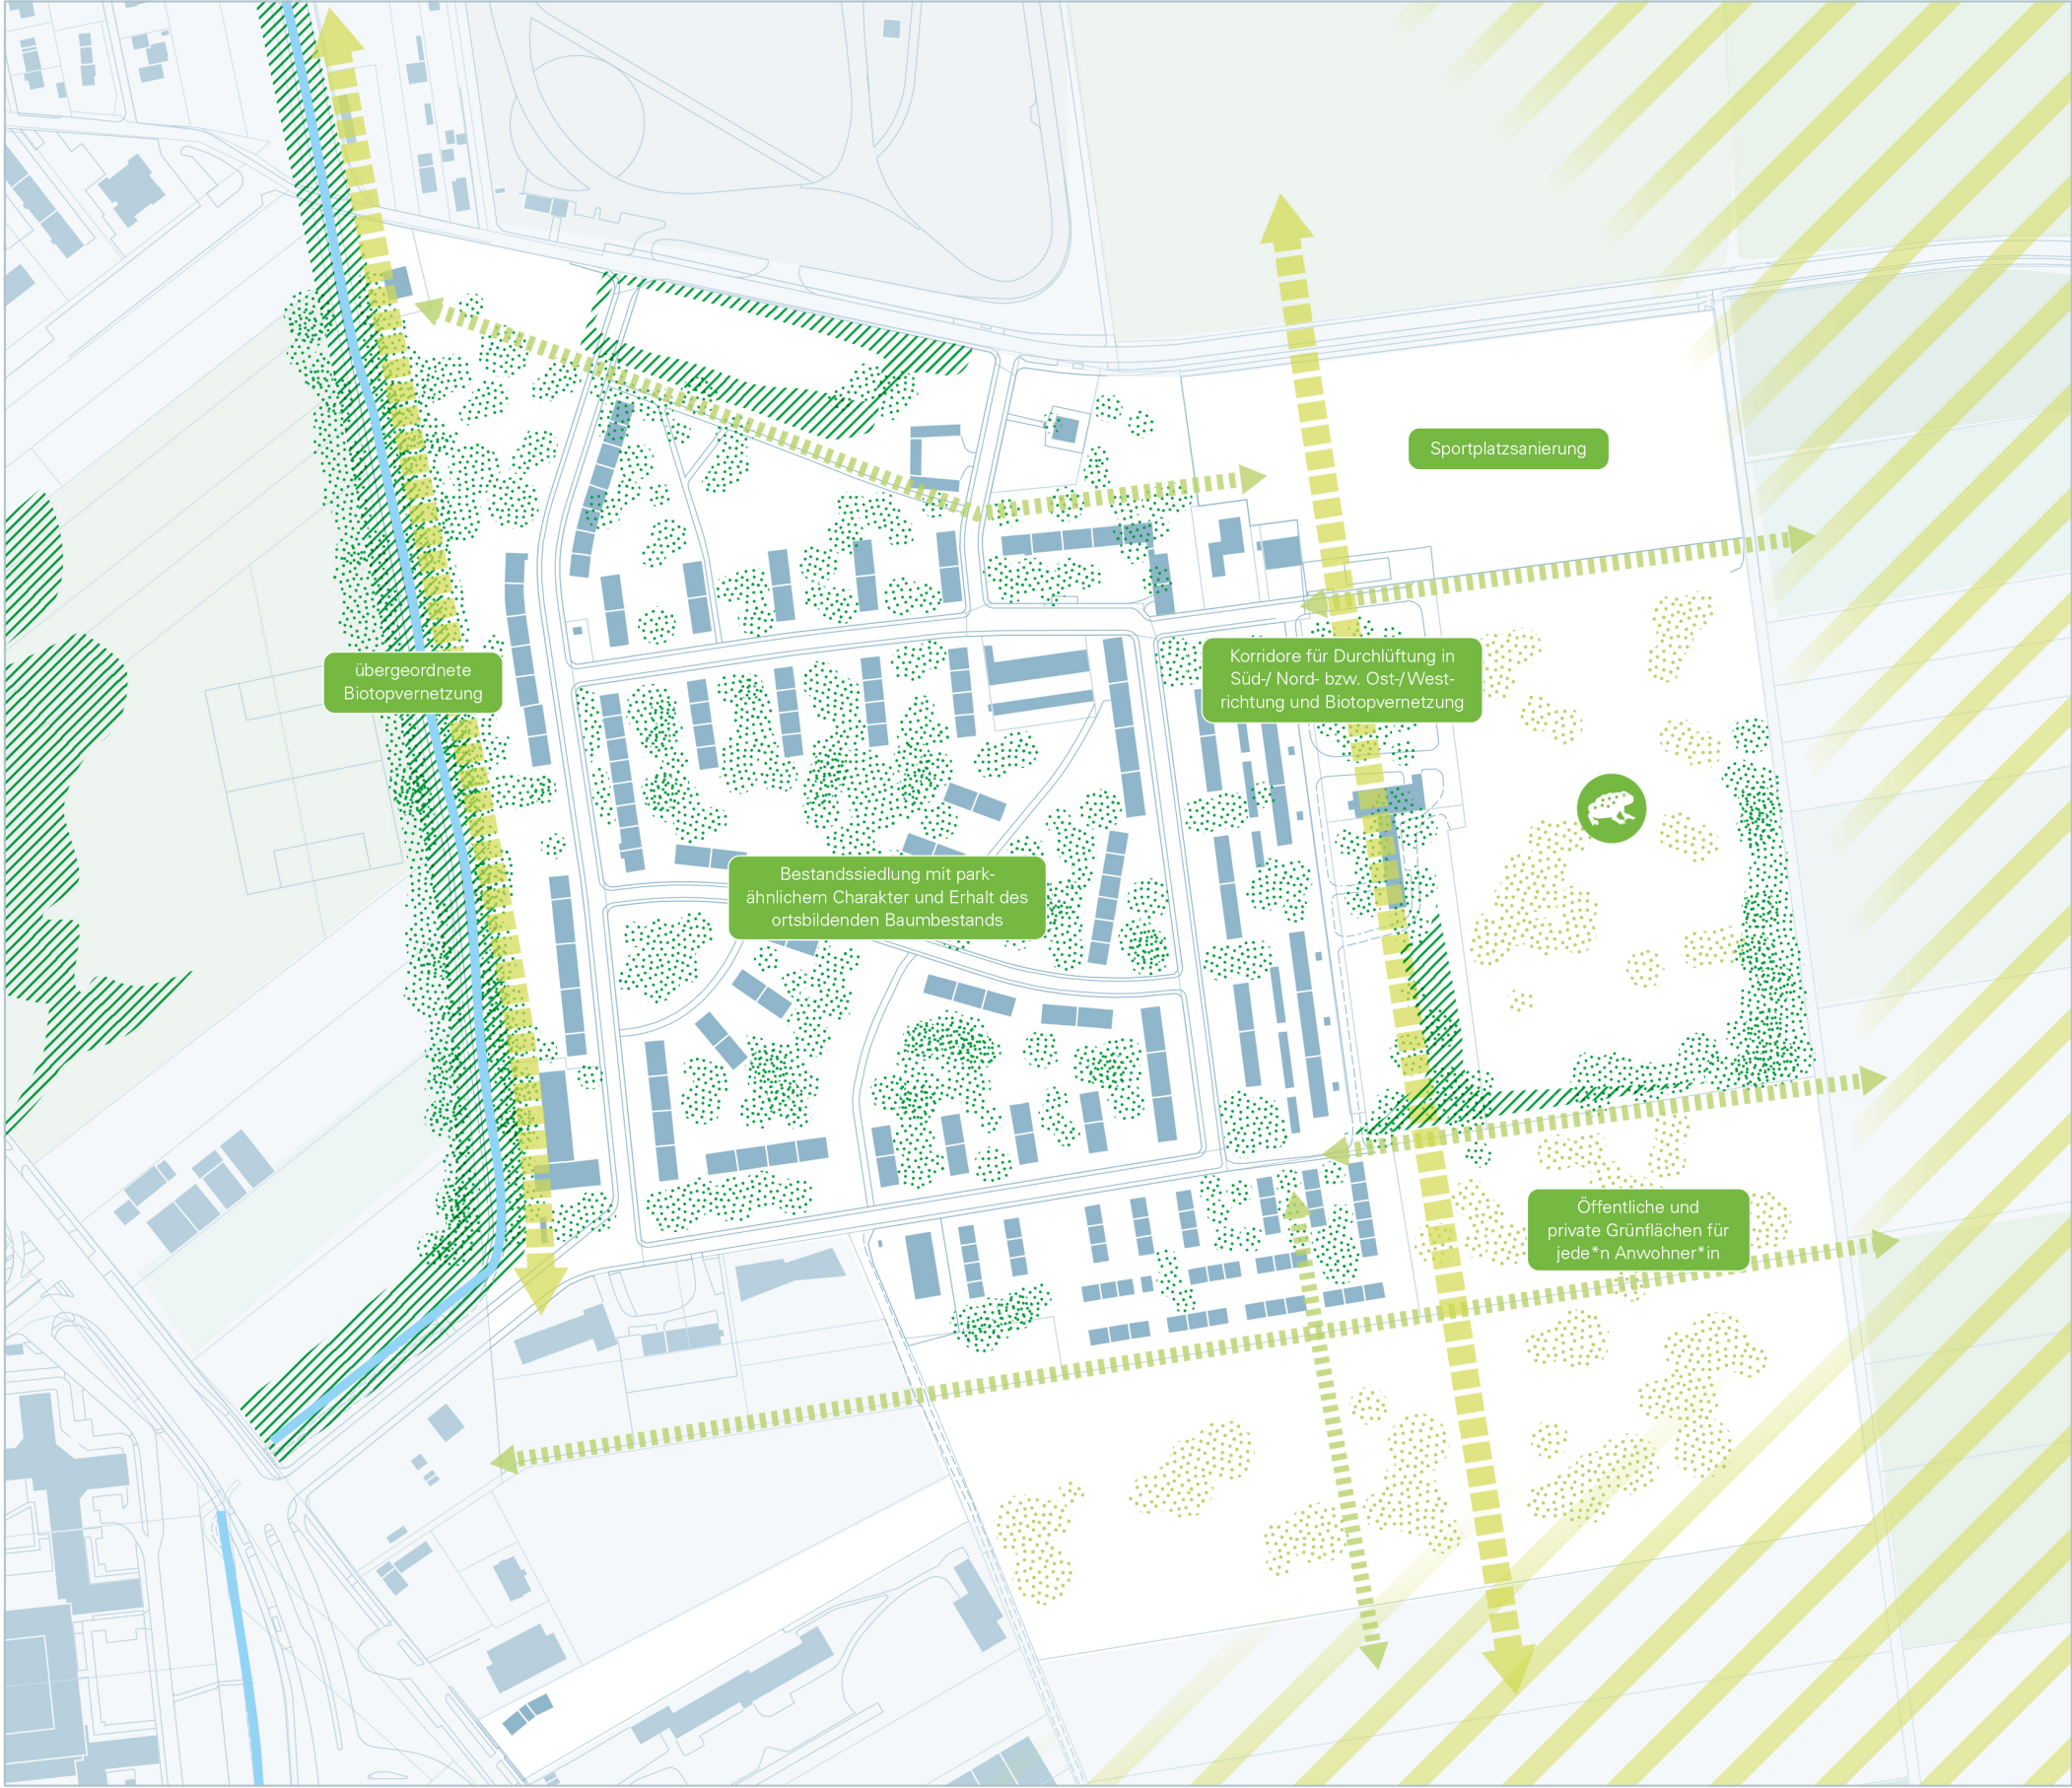 Sportplatzsanierung
übergeordnete
Biotopvernetzung
Korridore für Durchlüftung in
Süd-/ Nord- bzw. Ost-/West-
richtung und Biotopvernetzung
Bestandssiedlung mit park-
ähnlichem Charakter und Erhalt des
ortsbildenden Baumbestands
Öffentliche und
private Grünflächen für
jede*n Anwohner*in